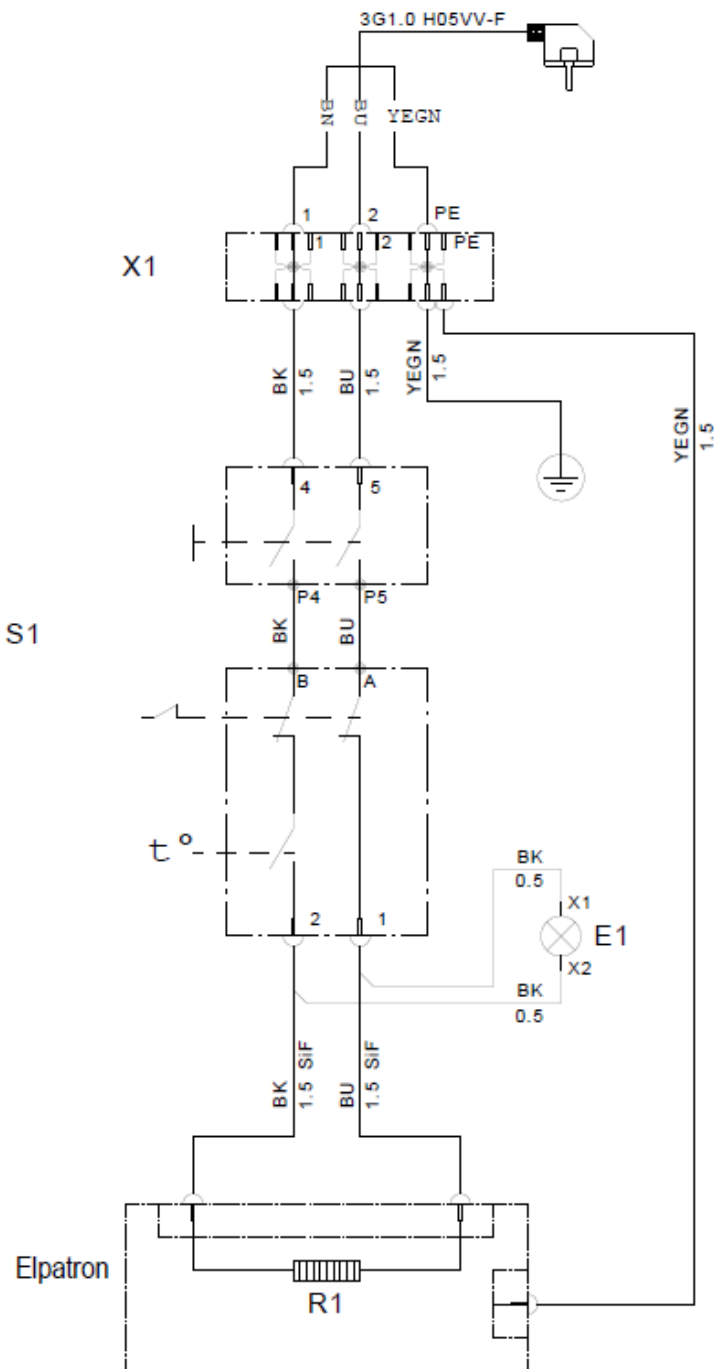 3G1.0 H05VV-F
BN BU YEGN
1 2 PE
1 2 PE
X1
BK 1.5 BU 1.5 YEGN 1.5
YEGN 1.5
4 5
P4 P5
S1
BK BU
B A
t°
BK
0.5
X1
2 1
E1
X2
BK
0.5
BK 1.5 SiF BU 1.5 SiF
Elpatron
R1